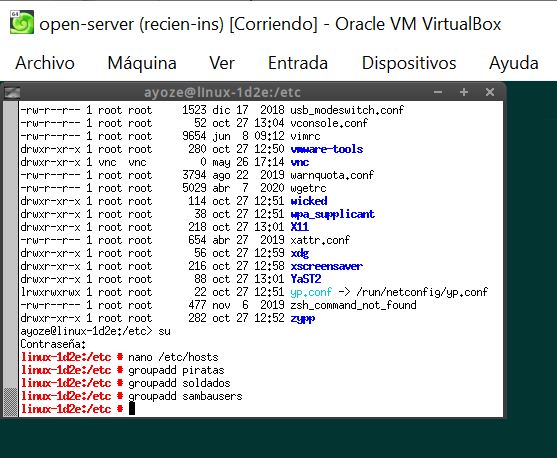 open-server (recien-ins) [Corriendo] - Oracle VM VirtualBox
Archivo Máquina Ver Entrada Dispositivos Ayuda
ayoze@linux-1d2e:/etc
-rw-r--r-- 1 root root 1523 dic 17 2018 usb_modeswitch.conf
-rw-r--r-- 1 root root 52 oct 27 13:04 vconsole.conf
-rw-r--r-- 1 root root 9654 jun 8 09:12 vimrc
drwxr-xr-x 1 root root 280 oct 27 12:50 vmware-tools
drwxr-xr-x 1 vnc vnc 0 may 26 17:14 vnc
-rw-r--r-- 1 root root 3794 ago 22 2019 warnquota.conf
-rw-r--r-- 1 root root 5029 abr 7 2020 wgetrc
drwxr-xr-x 1 root root 114 oct 27 12:51 wicked
drwxr-xr-x 1 root root 38 oct 27 12:51 wpa_supplicant
drwxr-xr-x 1 root root 218 oct 27 13:01 X11
-rw-r--r-- 1 root root 654 abr 27 2019 xattr.conf
drwxr-xr-x 1 root root 56 oct 27 12:59 xdg
drwxr-xr-x 1 root root 216 oct 27 12:58 xscreensaver
drwxr-xr-x 1 root root 88 oct 27 13:01 YaST2
lrwxrwxrwx 1 root root 22 oct 27 12:51 yp.conf -> /run/netconfig/yp.conf
-rw-r--r-- 1 root root 477 nov 6 2019 zsh_command_not_found
drwxr-xr-x 1 root root 282 oct 27 12:52 zypp
ayoze@linux-1d2e:/etc> su
Contraseña:
linux-1d2e:/etc # nano /etc/hosts
linux-1d2e:/etc # groupadd piratas
linux-1d2e:/etc # groupadd soldados
linux-1d2e:/etc # groupadd sambausers
linux-1d2e:/etc #